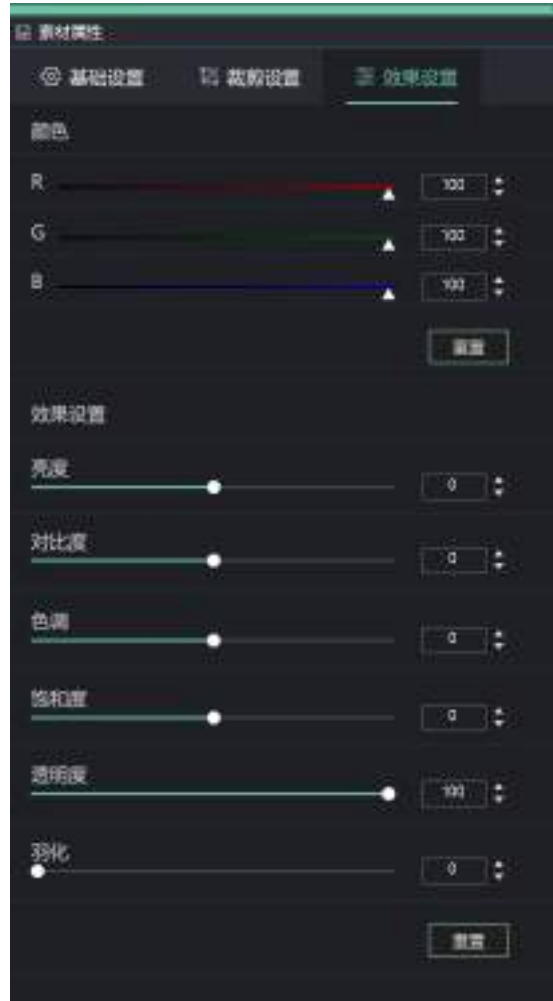 素材属性
基础设置 裁剪设置 效果设置
颜色
R 100
G 100
B 100
重置
效果设置
亮度
0
对比度
0
色调
0
饱和度
0
透明度
100
羽化
0
重置